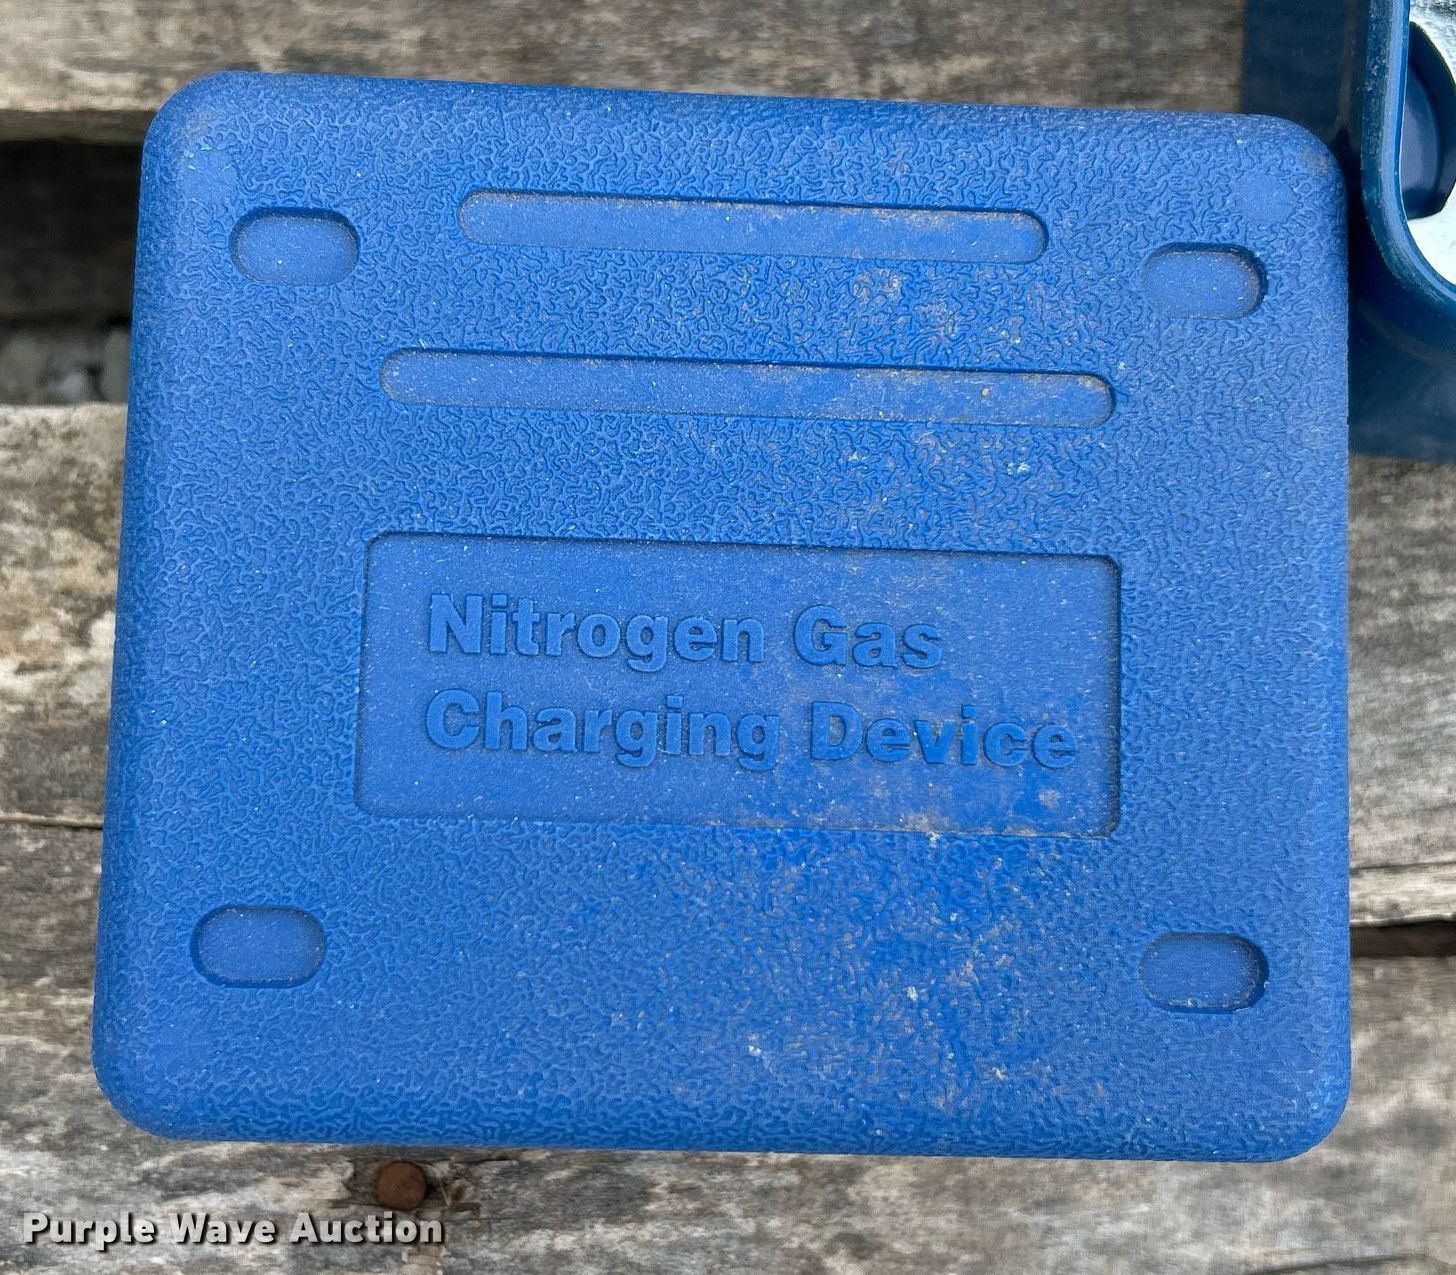 Nitrogen Gas
Charging Device
Purple Wave Auction